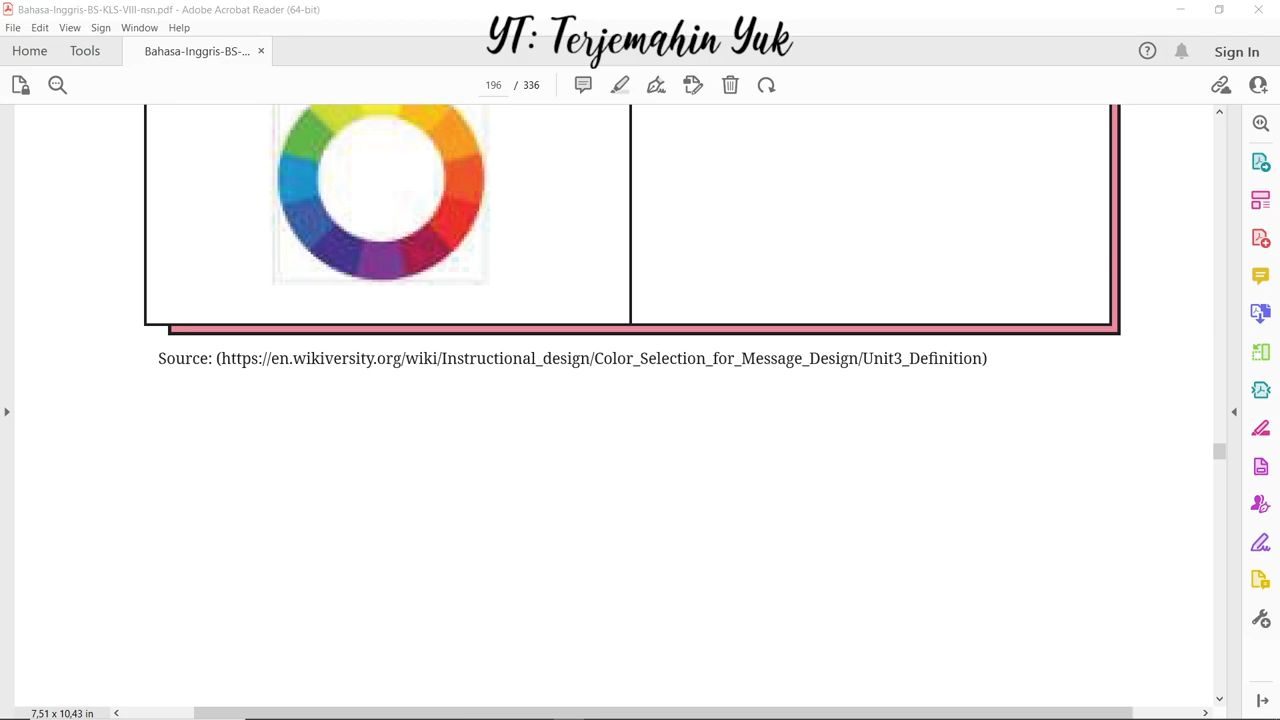 Bahasa-Inggris-BS-KLS-VIII-nsn.pdf - Adobe Acrobat Reader (64-bit)
YT: Terjemahin Yuk
File Edit View Sign Window Help
Home Tools Bahasa-Inggris-BS-... × Sign In
196 / 336
Source: (https://en.wikiversity.org/wiki/Instructional_design/Color_Selection_for_Message_Design/Unit3_Definition)
7,51 x 10,43 in